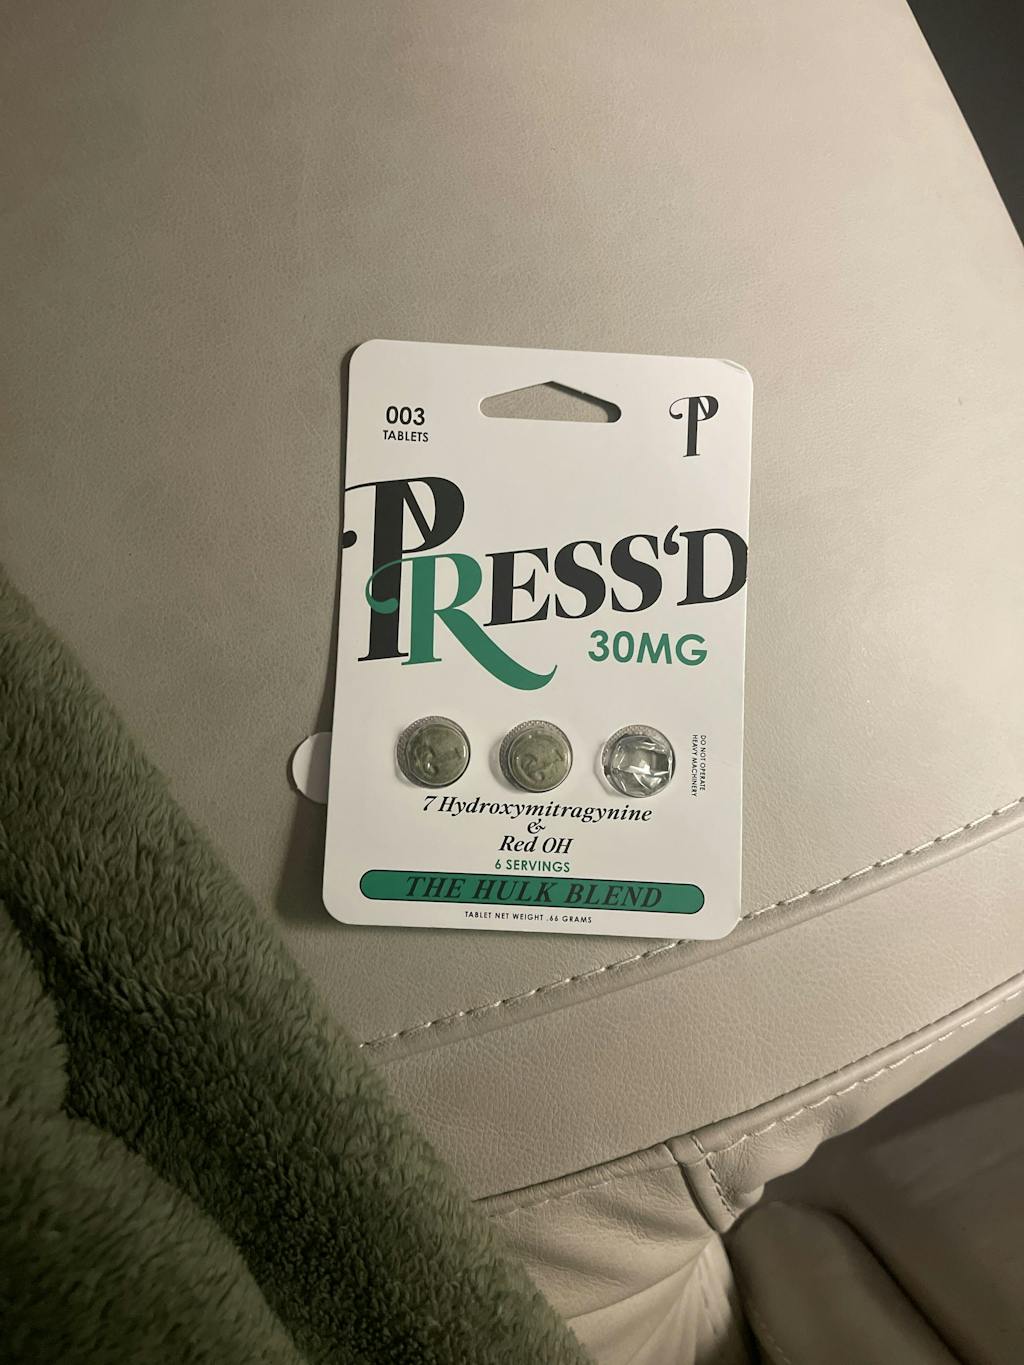 003
TABLETS
P
PRESS'D
30MG
DO NOT OPERATE
HEAVY MACHINERY
7 Hydroxymitragynine
&
Red OH
6 SERVINGS
THE HULK BLEND
TABLET NET WEIGHT .66 GRAMS